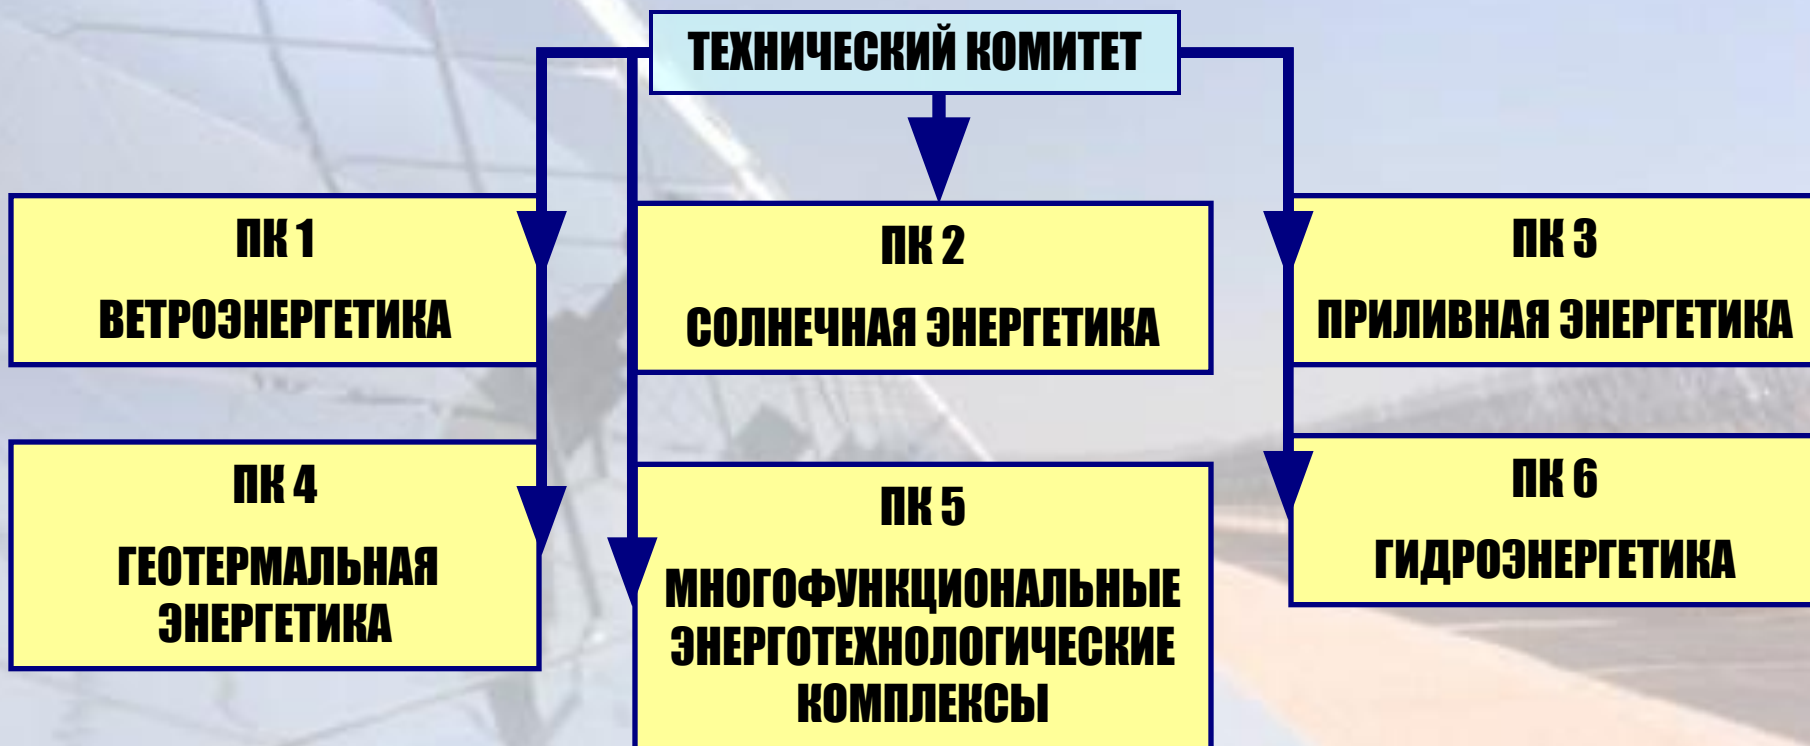 ТЕХНИЧЕСКИЙ КОМИТЕТ
ПК 1
ВЕТРОЭНЕРГЕТИКА
ПК 2
СОЛНЕЧНАЯ ЭНЕРГЕТИКА
ПК 3
ПРИЛИВНАЯ ЭНЕРГЕТИКА
ПК 4
ГЕОТЕРМАЛЬНАЯ
ЭНЕРГЕТИКА
ПК 5
МНОГОФУНКЦИОНАЛЬНЫЕ
ЭНЕРГОТЕХНОЛОГИЧЕСКИЕ
КОМПЛЕКСЫ
ПК 6
ГИДРОЭНЕРГЕТИКА